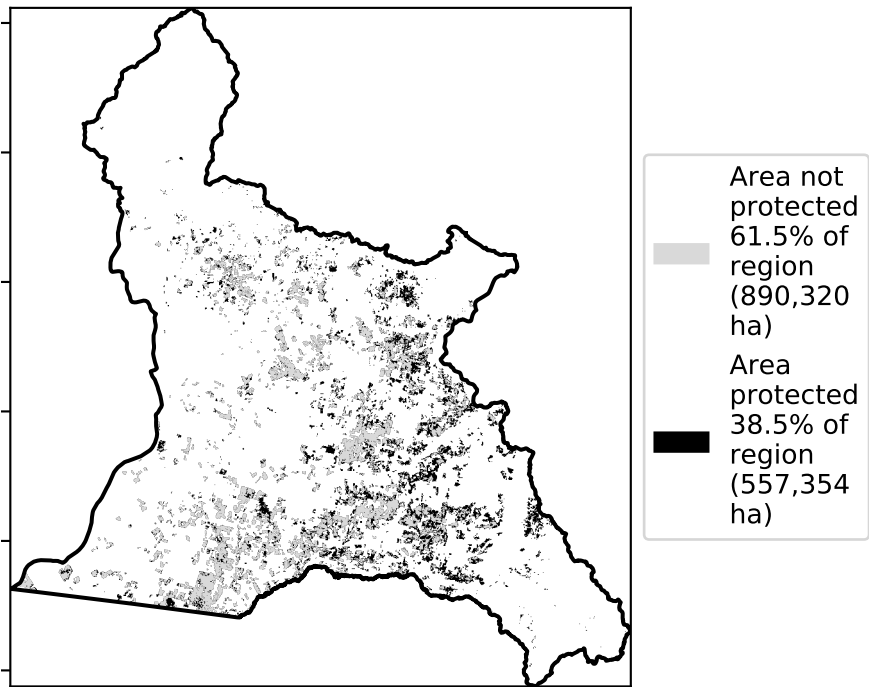 Area not
protected
61.5% of
region
(890,320
ha)
Area
protected
38.5% of
region
(557,354
ha)